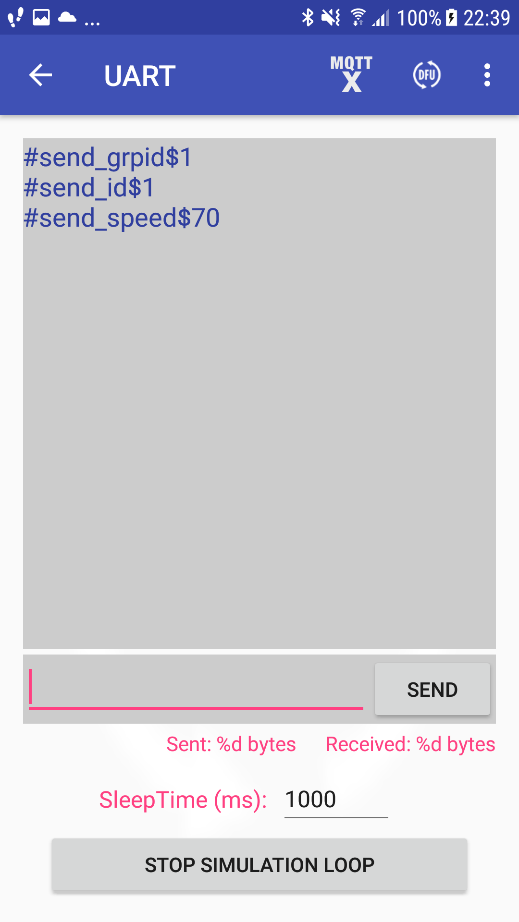 ... 100% 22:39
UART MQTT X DFU
#send_grpid$1
#send_id$1
#send_speed$70
SEND
Sent: %d bytes Received: %d bytes
SleepTime (ms): 1000
STOP SIMULATION LOOP